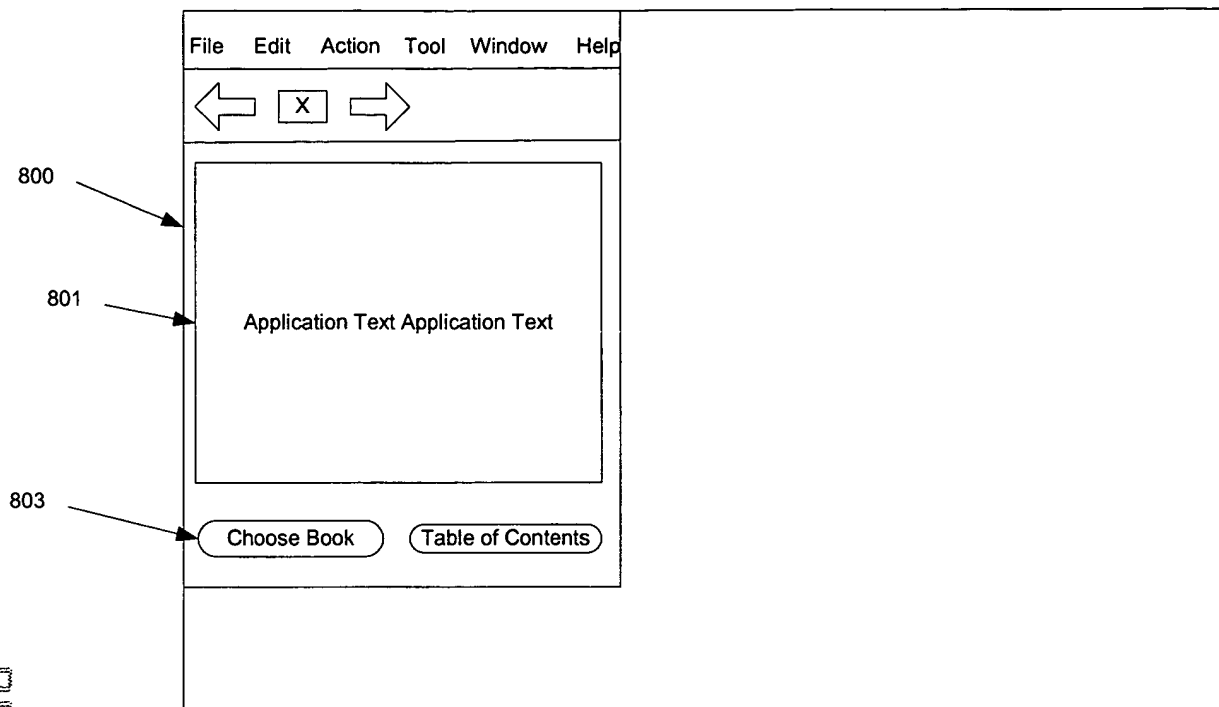 File Edit Action Tool Window Help
X
800
801
Application Text Application Text
803
Choose Book Table of Contents